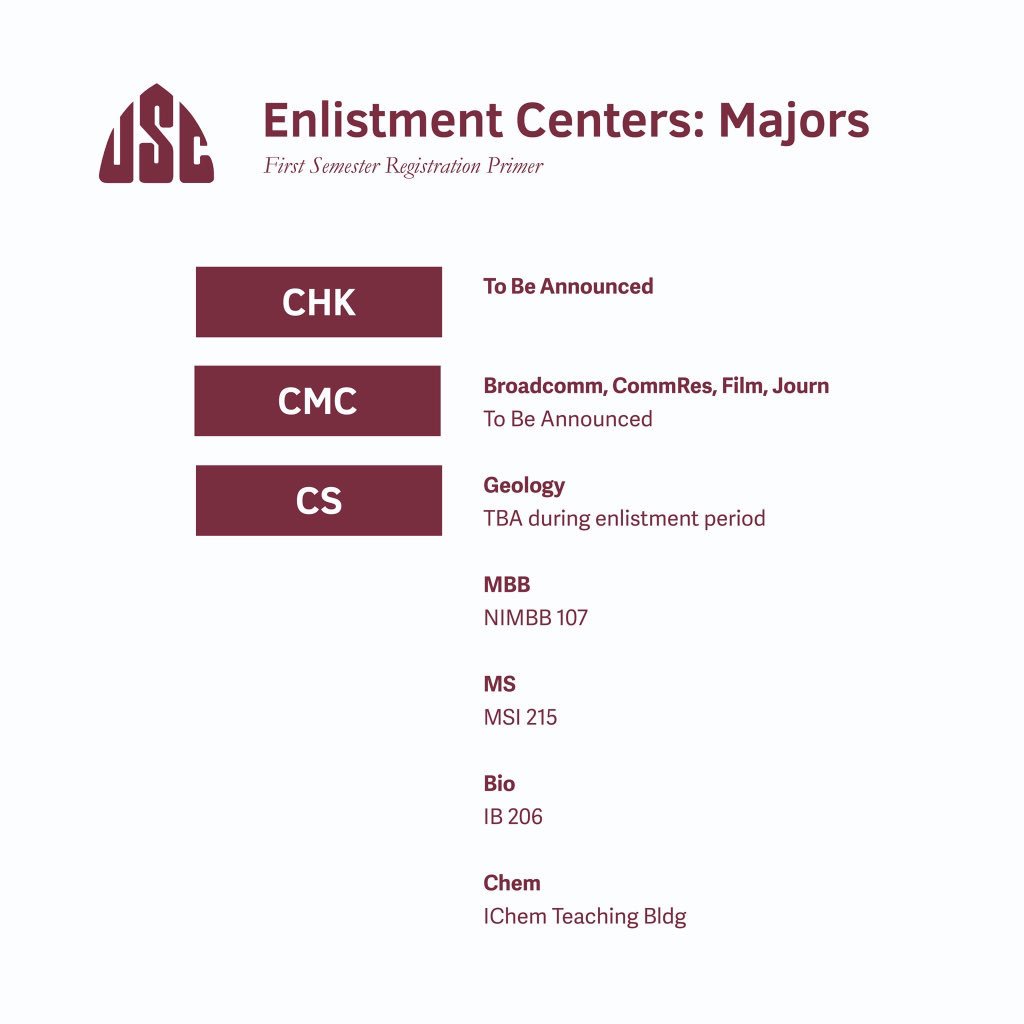 USC
Enlistment Centers: Majors
First Semester Registration Primer
CHK
To Be Announced
CMC
Broadcomm, CommRes, Film, Journ
To Be Announced
CS
Geology
TBA during enlistment period
MBB
NIMBB 107
MS
MSI 215
Bio
IB 206
Chem
IChem Teaching Bldg